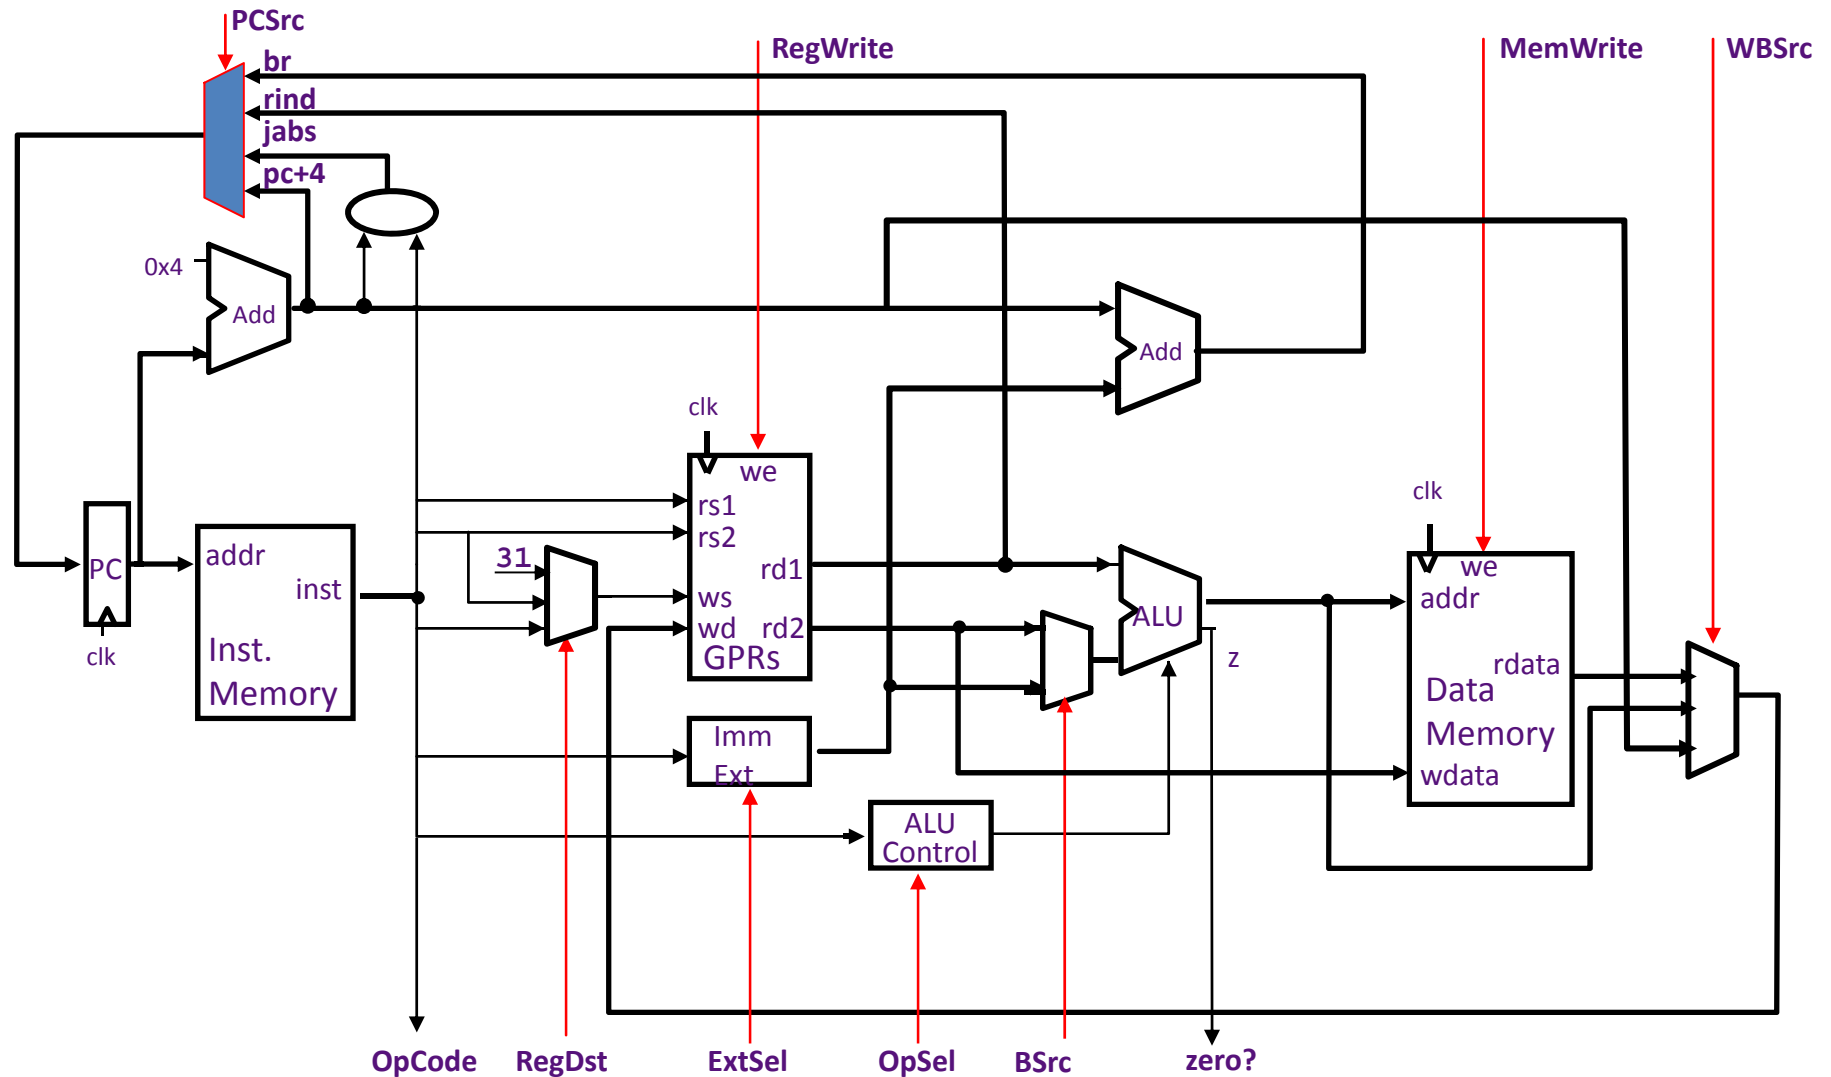 PCSrc
RegWrite
MemWrite
WBSrc
br
rind
jabs
pc+4
0x4
Add
Add
clk
we
rs1
rs2
31
rd1
ws
wd
rd2
GPRs
PC
clk
addr
inst
Inst.
Memory
ALU
z
clk
we
addr
rdata
Data
Memory
wdata
Imm
Ext
ALU
Control
OpCode
RegDst
ExtSel
OpSel
BSrc
zero?